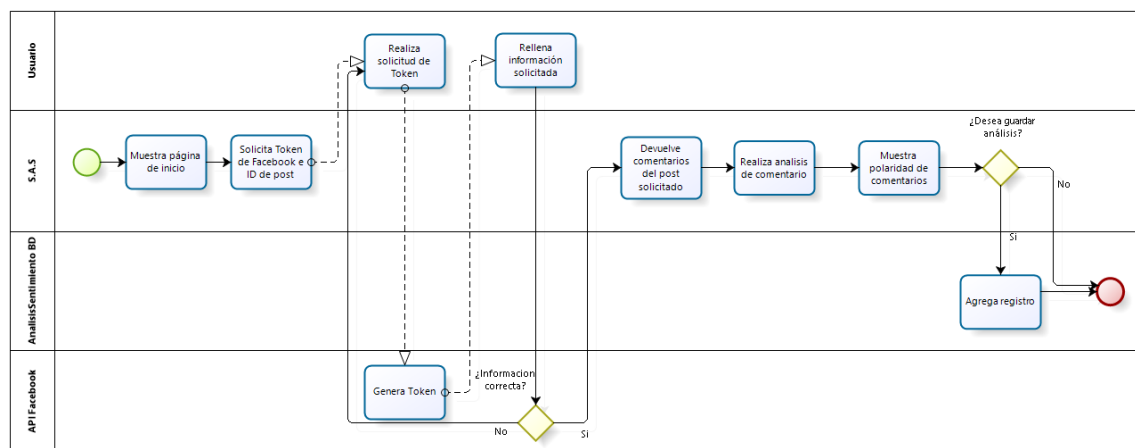 Usuario
Realiza
solicitud de
Token
Rellena
información
solicitada
S.A.S
Muestra página
de inicio
Solicita Token
de Facebook e
ID de post
Devuelve
comentarios
del post
solicitado
Realiza analisis
de comentario
Muestra
polaridad de
comentarios
¿Desea guardar
análisis?
No
Si
AnalisisSentimiento BD
Agrega registro
API Facebook
Genera Token
¿Informacion
correcta?
No
Si